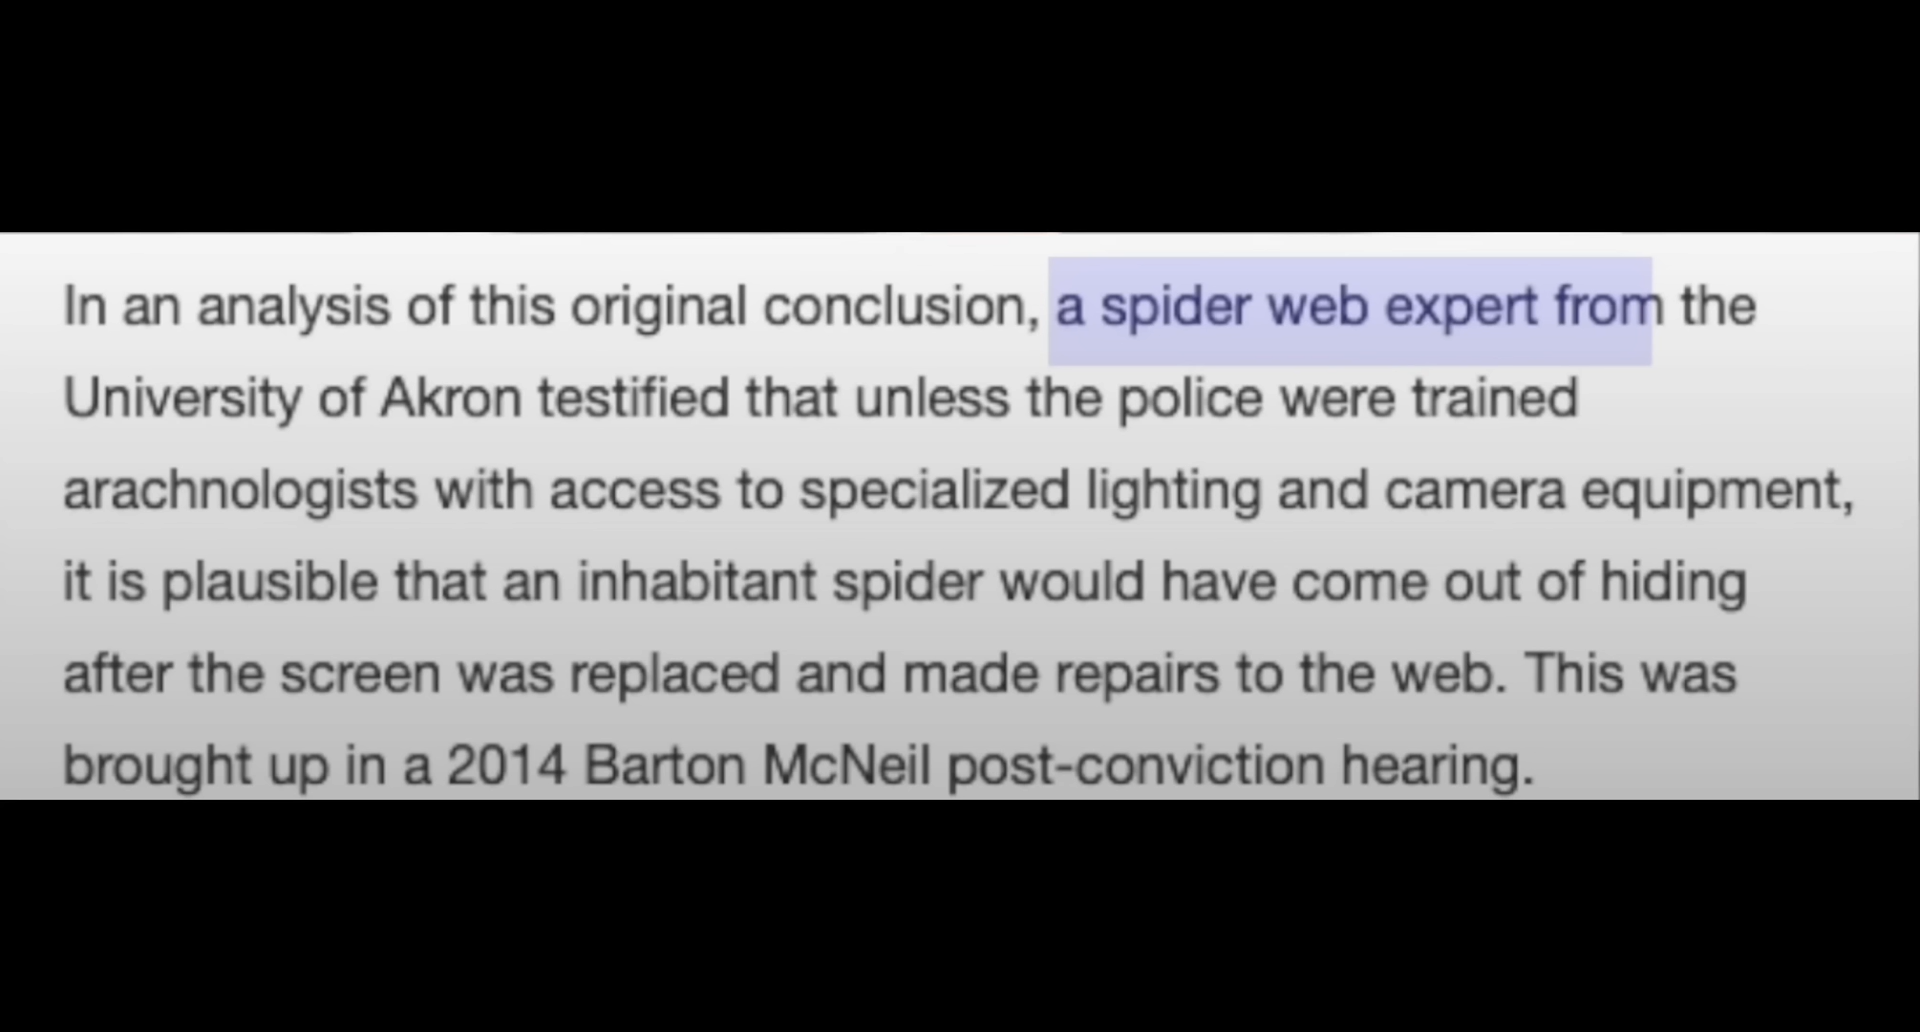 In an analysis of this original conclusion, a spider web expert from the
University of Akron testified that unless the police were trained
arachnologists with access to specialized lighting and camera equipment,
it is plausible that an inhabitant spider would have come out of hiding
after the screen was replaced and made repairs to the web. This was
brought up in a 2014 Barton McNeil post-conviction hearing.